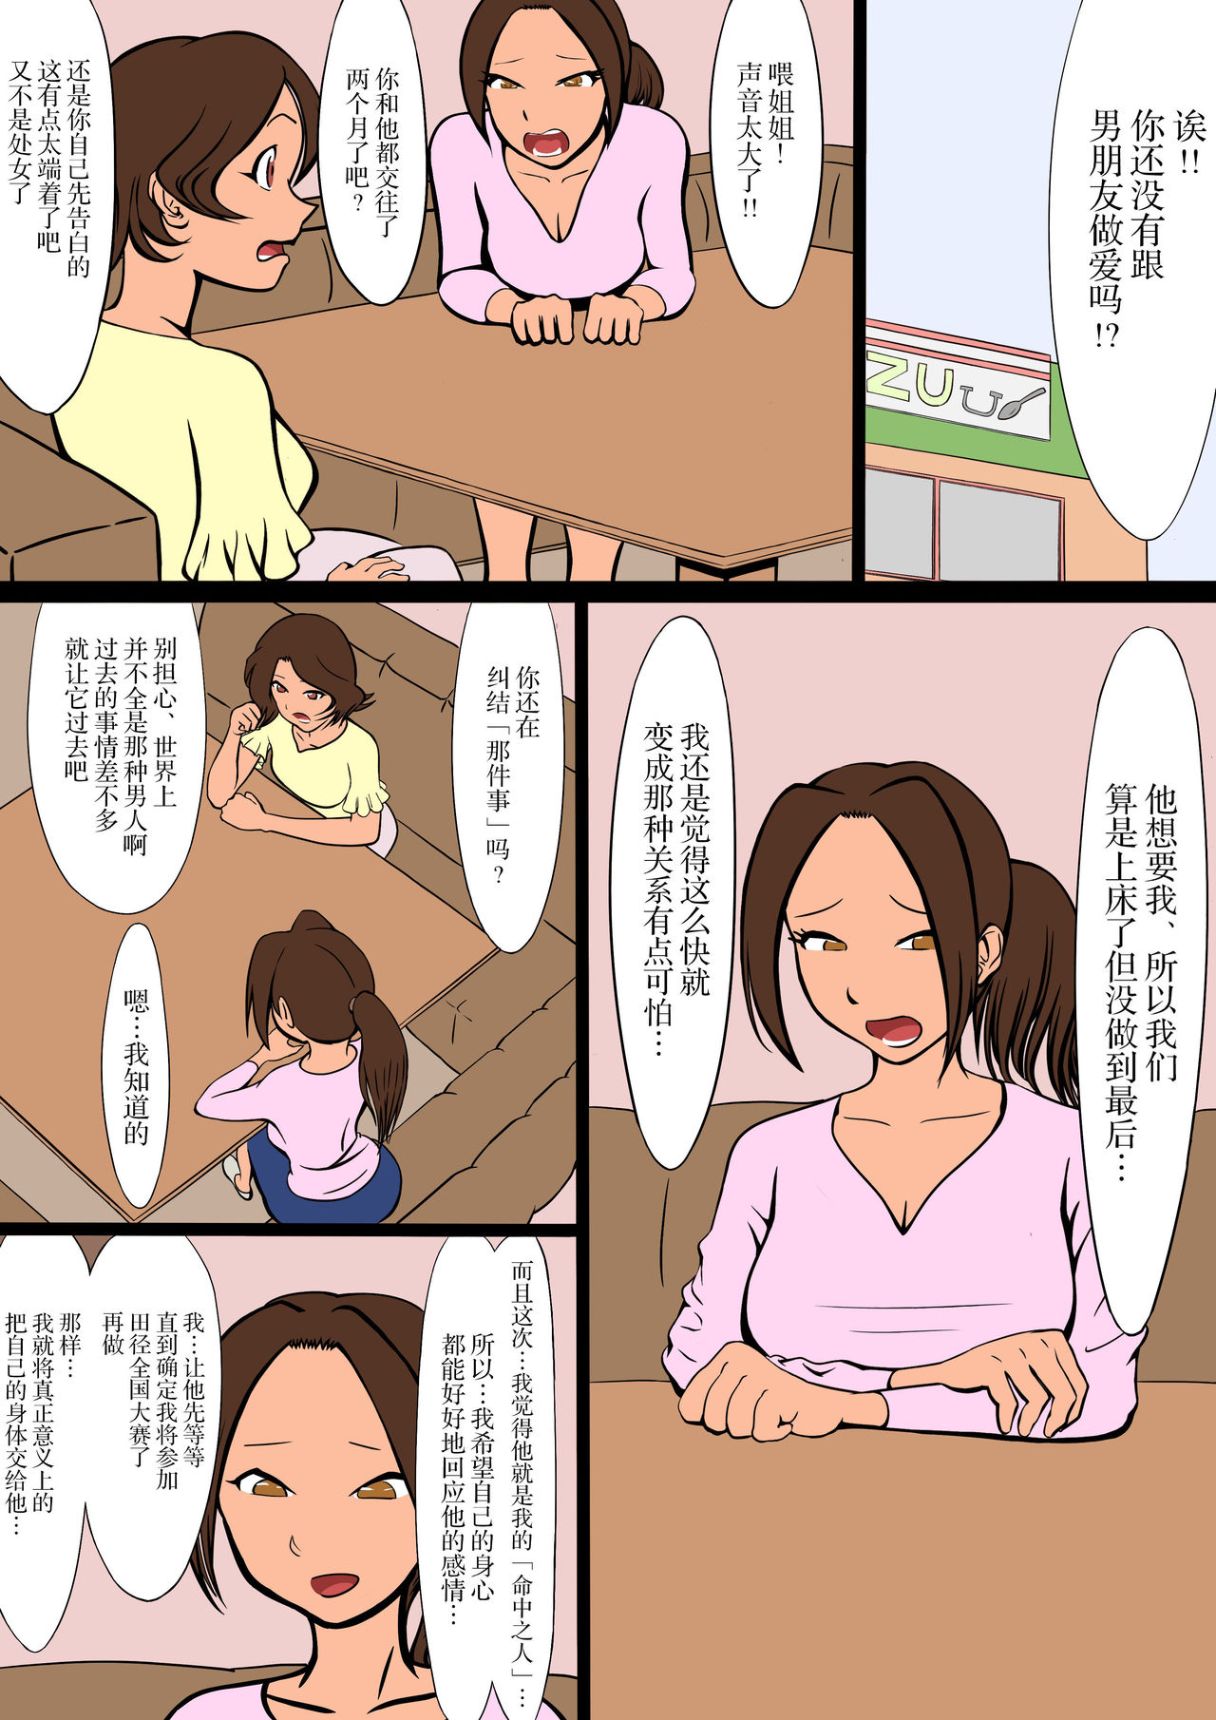 诶!!
你还没有跟
男朋友做爱吗!?
ZU
喂姐姐!
声音太大了!!
你和他都交往了
两个月了吧?
还是你自己先告白的
这有点太端着了吧
又不是处女了
他想要我、所以我们
算是上床了但没做到最后…
我还是觉得这么快就
变成那种关系有点可怕…
你还在
纠结「那件事」吗?
别担心、世界上
并不全是那种男人啊
过去的事情差不多
就让它过去吧
嗯…我知道的
而且这次…我觉得他就是我的「命中之人」…
所以…我希望自己的身心
都能好好地回应他的感情…
我…让他先等等
直到确定我将参加
田径全国大赛了
再做
那样…
我就将真正意义上的
把自己的身体交给他…